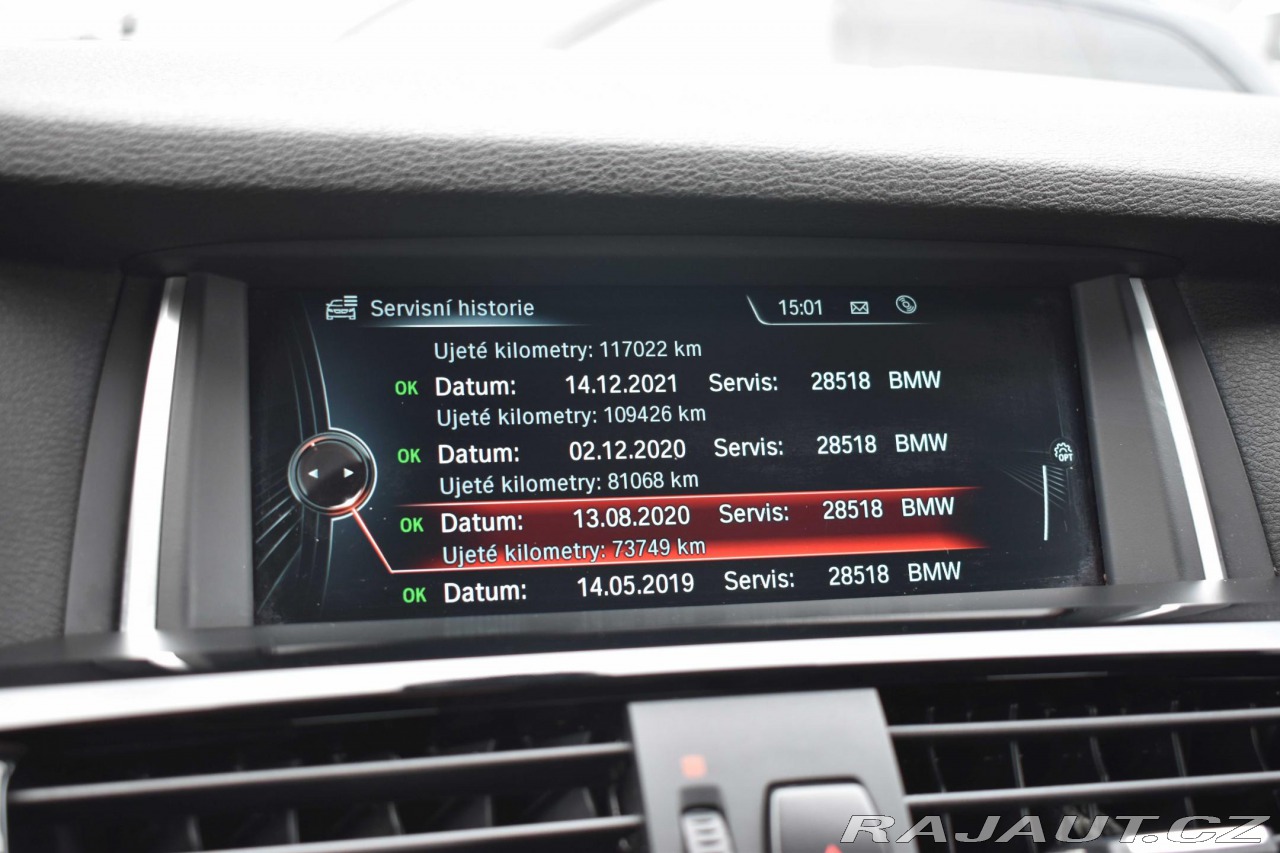 Servisní historie 15:01
Ujeté kilometry: 117022 km
OK Datum: 14.12.2021 Servis: 28518 BMW
Ujeté kilometry: 109426 km
OK Datum: 02.12.2020 Servis: 28518 BMW
Ujeté kilometry: 81068 km
OPT
OK Datum: 13.08.2020 Servis: 28518 BMW
Ujeté kilometry: 73749 km
OK Datum: 14.05.2019 Servis: 28518 BMW
RAJAUT.CZ